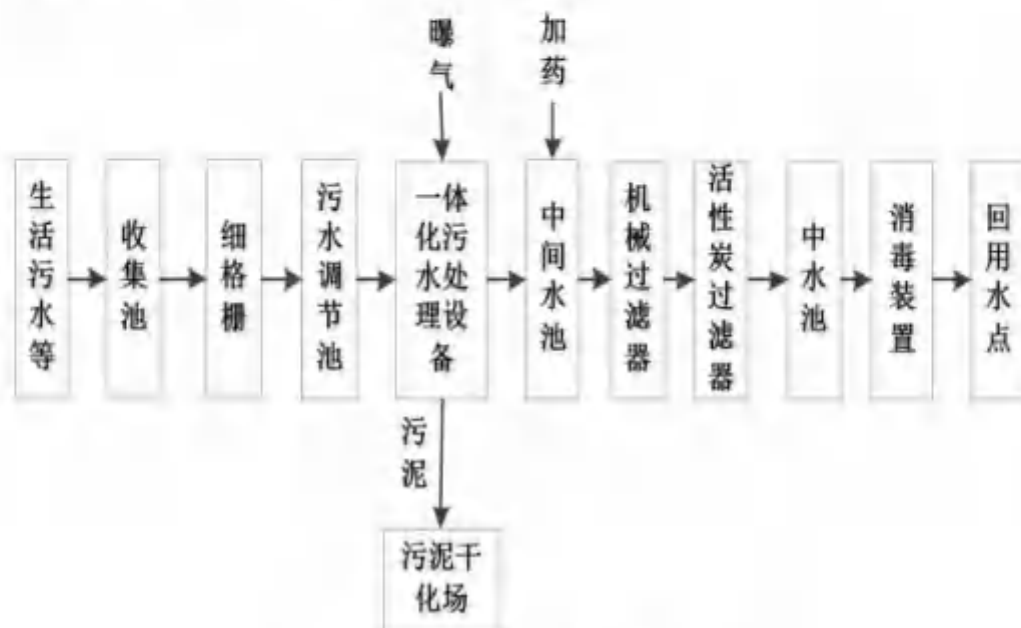 曝气
加药
生活污水等
收集池
细格栅
污水调节池
一体
化污
水处
理设
备
中间水池
机械过滤器
活性炭过滤器
中水池
消毒装置
回用水点
污泥
污泥干
化场